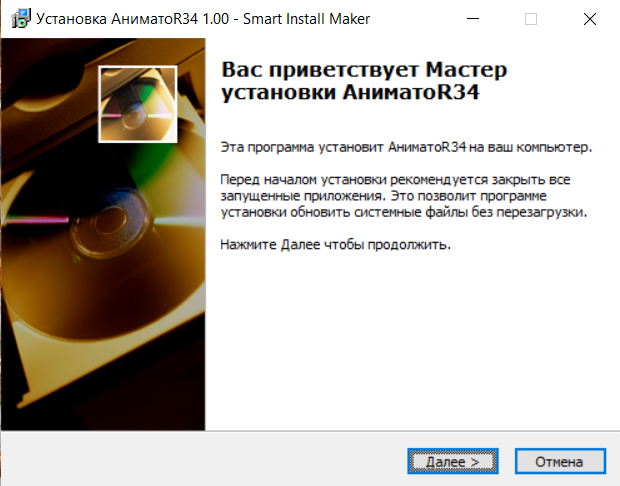 Установка АниматоR34 1.00 - Smart Install Maker
Вас приветствует Мастер
установки АниматоR34
Эта программа установит АниматоR34 на ваш компьютер.
Перед началом установки рекомендуется закрыть все
запущенные приложения. Это позволит программе
установки обновить системные файлы без перезагрузки.
Нажмите Далее чтобы продолжить.
Далее >
Отмена